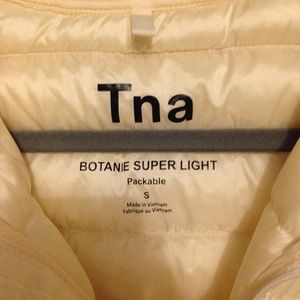 Tna
BOTANIE SUPER LIGHT
Packable
S
Made in Vietnam
Fabriqué au Vietnam